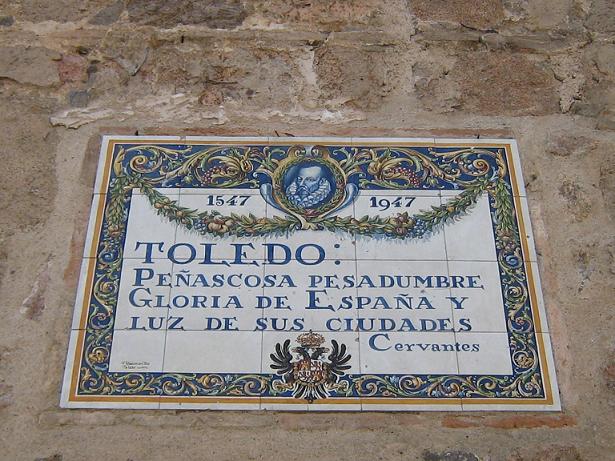 1547 1947
TOLEDO:
PEÑASCOSA PESADUMBRE
GLORIA DE ESPAÑA Y
LUZ DE SUS CIUDADES
CERVANTES